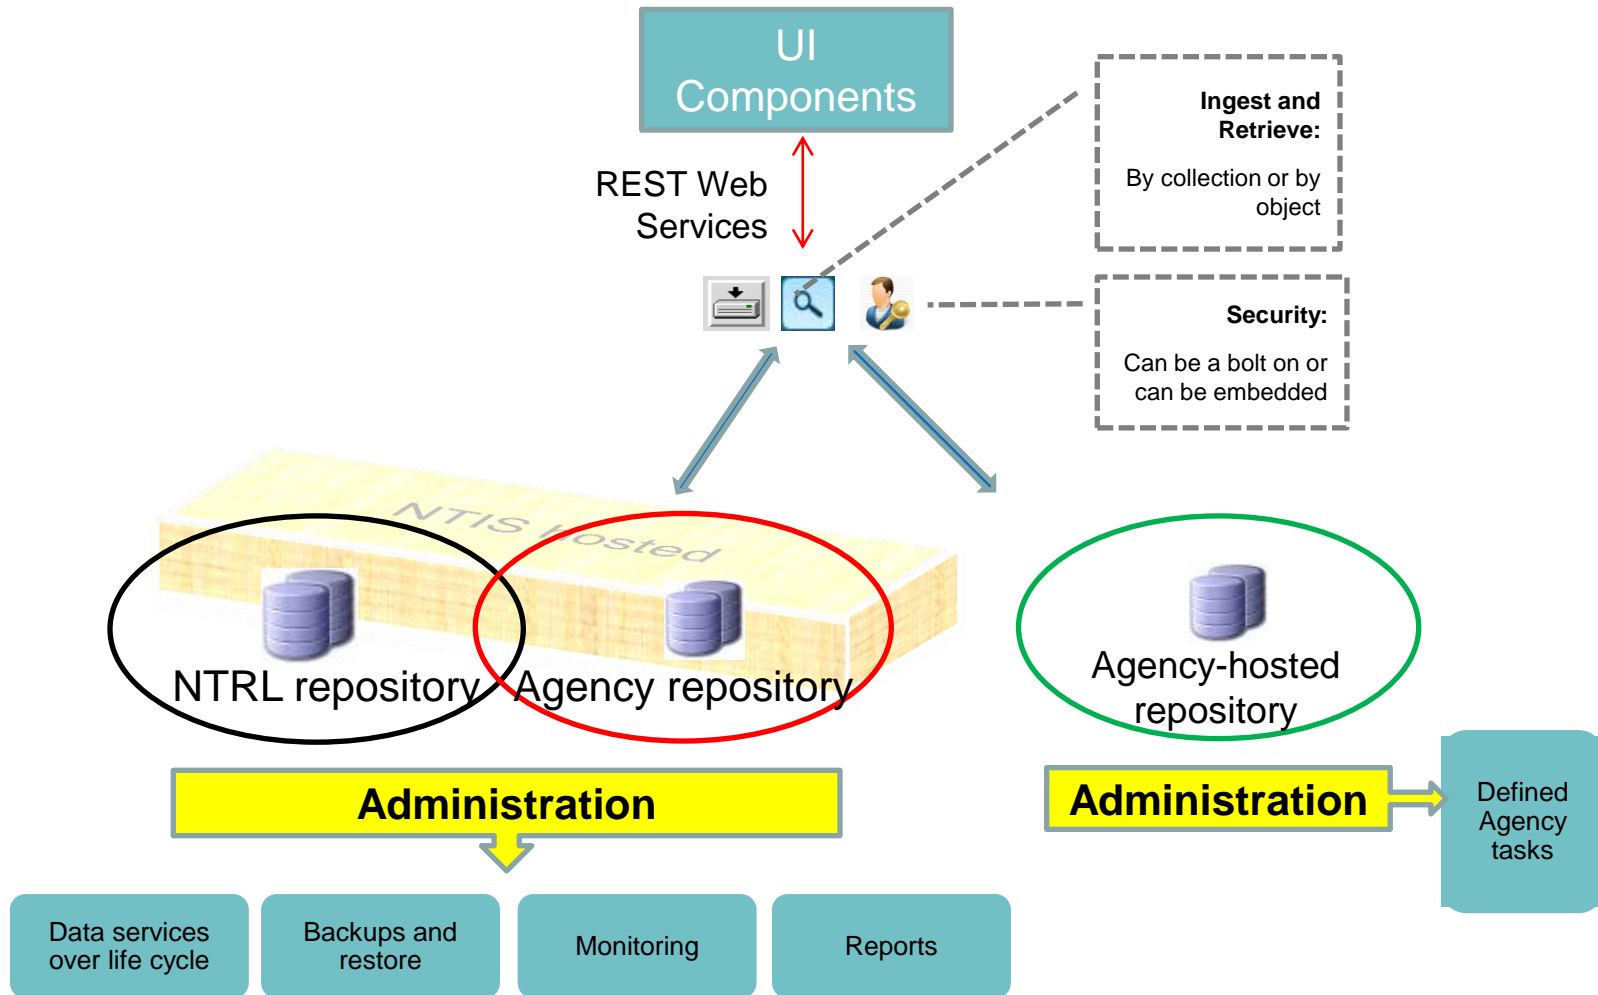 UI
Components
Ingest and
Retrieve:
By collection or by
object
REST Web
Services
Security:
Can be a bolt on or
can be embedded
NTIS hosted
NTRL repository
Agency repository
Agency-hosted
repository
Administration
Administration
Defined
Agency
tasks
Data services
over life cycle
Backups and
restore
Monitoring
Reports